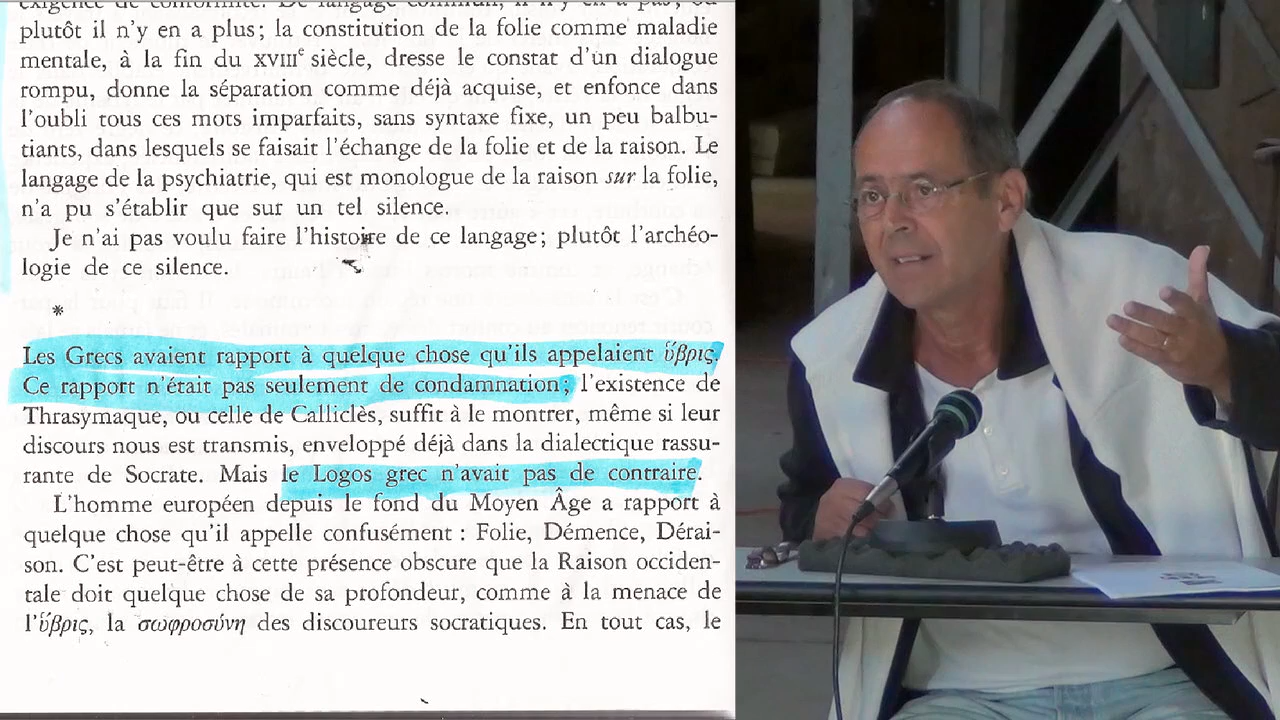 exigence de conformité. De langage commun, il n'y en a pas; ou
plutôt il n'y en a plus; la constitution de la folie comme maladie
mentale, à la fin du XVIIIe siècle, dresse le constat d'un dialogue
rompu, donne la séparation comme déjà acquise, et enfonce dans
l'oubli tous ces mots imparfaits, sans syntaxe fixe, un peu balbu-
tiants, dans lesquels se faisait l'échange de la folie et de la raison. Le
langage de la psychiatrie, qui est monologue de la raison sur la folie,
n'a pu s'établir que sur un tel silence.
Je n'ai pas voulu faire l'histoire de ce langage; plutôt l'archéo-
logie de ce silence.
*
Les Grecs avaient rapport à quelque chose qu'ils appelaient ὕβρις.
Ce rapport n'était pas seulement de condamnation; l'existence de
Thrasymaque, ou celle de Calliclès, suffit à le montrer, même si leur
discours nous est transmis, enveloppé déjà dans la dialectique rassu-
rante de Socrate. Mais le Logos grec n'avait pas de contraire.
L'homme européen depuis le fond du Moyen Âge a rapport à
quelque chose qu'il appelle confusément : Folie, Démence, Dérai-
son. C'est peut-être à cette présence obscure que la Raison occiden-
tale doit quelque chose de sa profondeur, comme à la menace de
l'ὕβρις, la σωφροσύνη des discoureurs socratiques. En tout cas, le